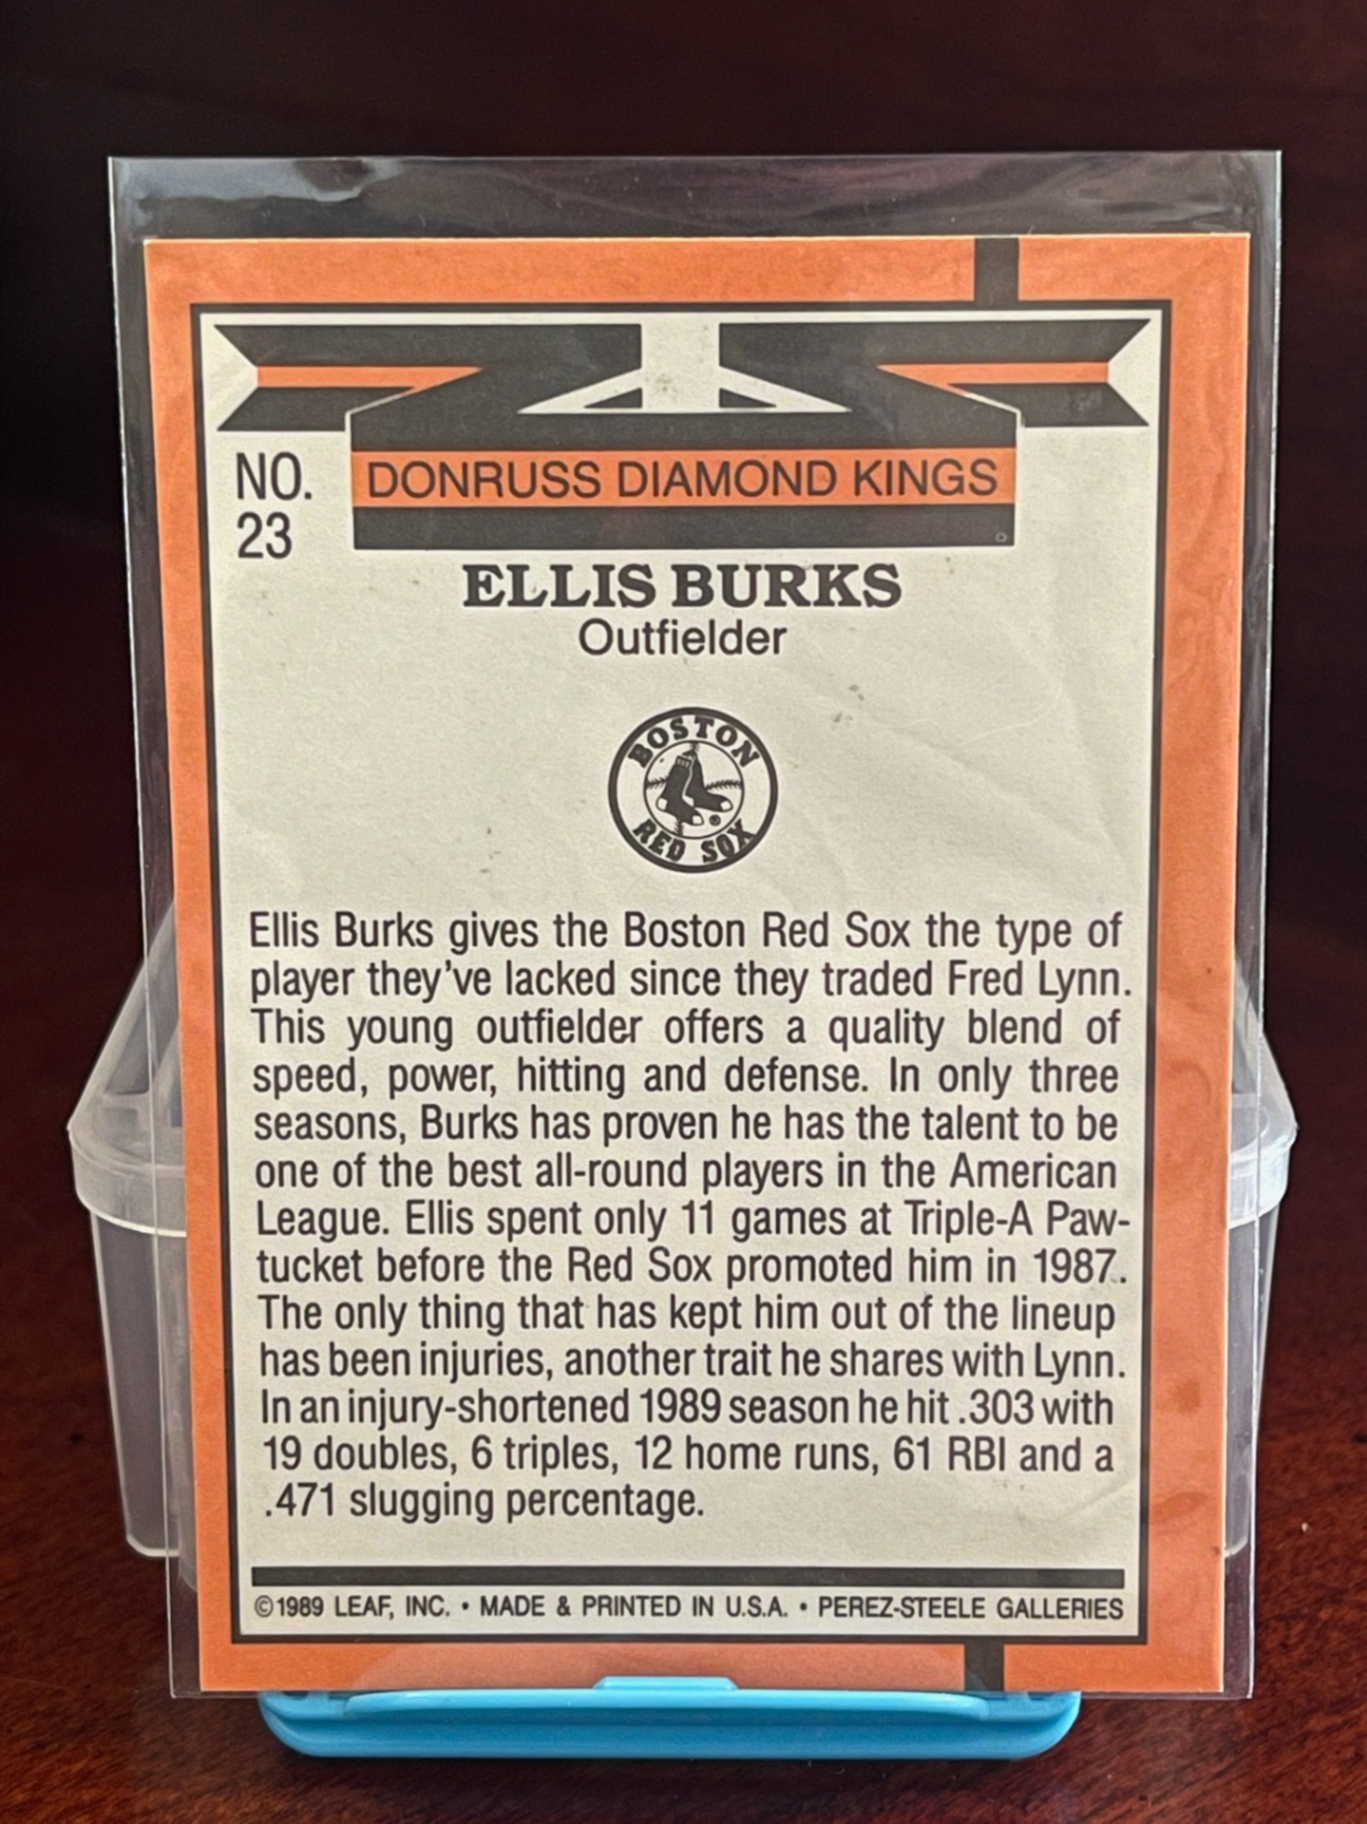 NO.
23
DONRUSS DIAMOND KINGS
ELLIS BURKS
Outfielder
BOSTON
RED SOX
®
Ellis Burks gives the Boston Red Sox the type of
player they've lacked since they traded Fred Lynn.
This young outfielder offers a quality blend of
speed, power, hitting and defense. In only three
seasons, Burks has proven he has the talent to be
one of the best all-round players in the American
League. Ellis spent only 11 games at Triple-A Paw-
tucket before the Red Sox promoted him in 1987.
The only thing that has kept him out of the lineup
has been injuries, another trait he shares with Lynn.
In an injury-shortened 1989 season he hit .303 with
19 doubles, 6 triples, 12 home runs, 61 RBI and a
.471 slugging percentage.
©1989 LEAF, INC. • MADE & PRINTED IN U.S.A. • PEREZ-STEELE GALLERIES